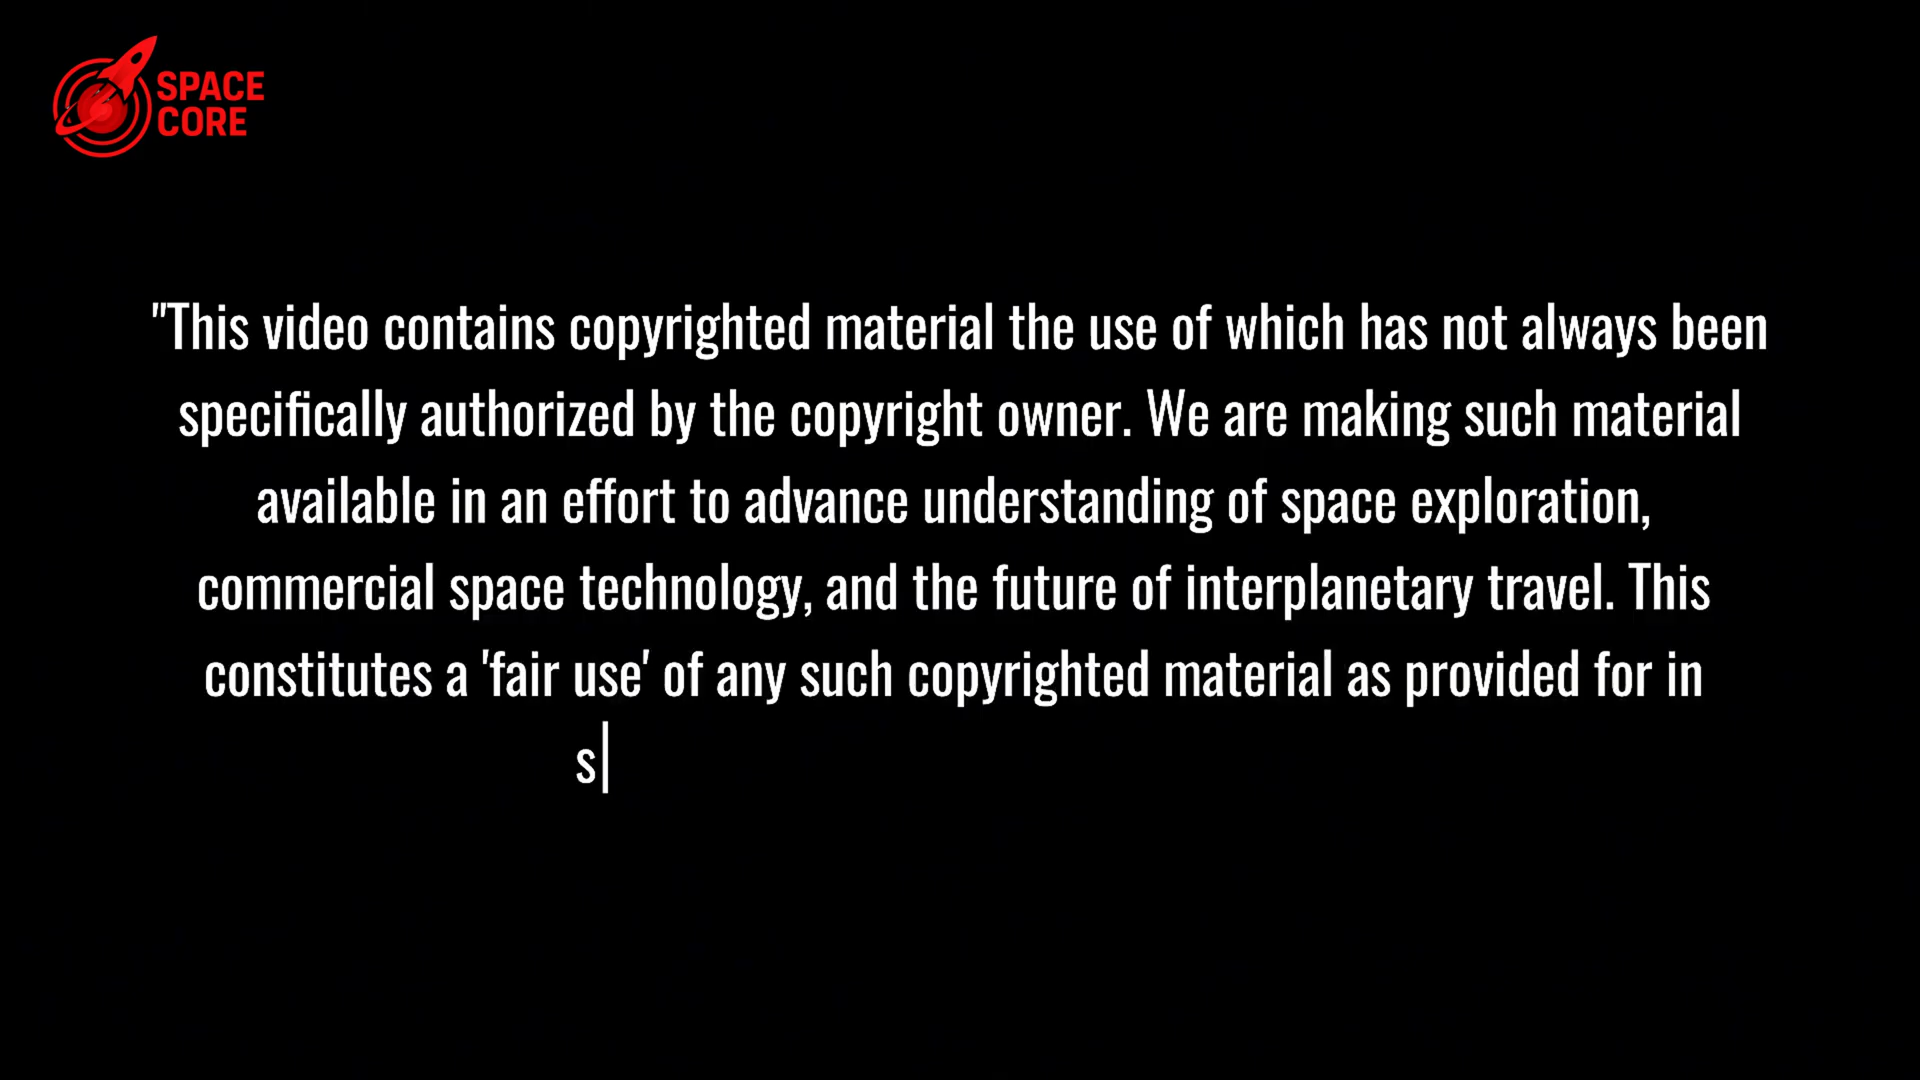 SPACE
CORE
"This video contains copyrighted material the use of which has not always been
specifically authorized by the copyright owner. We are making such material
available in an effort to advance understanding of space exploration,
commercial space technology, and the future of interplanetary travel. This
constitutes a 'fair use' of any such copyrighted material as provided for in
s